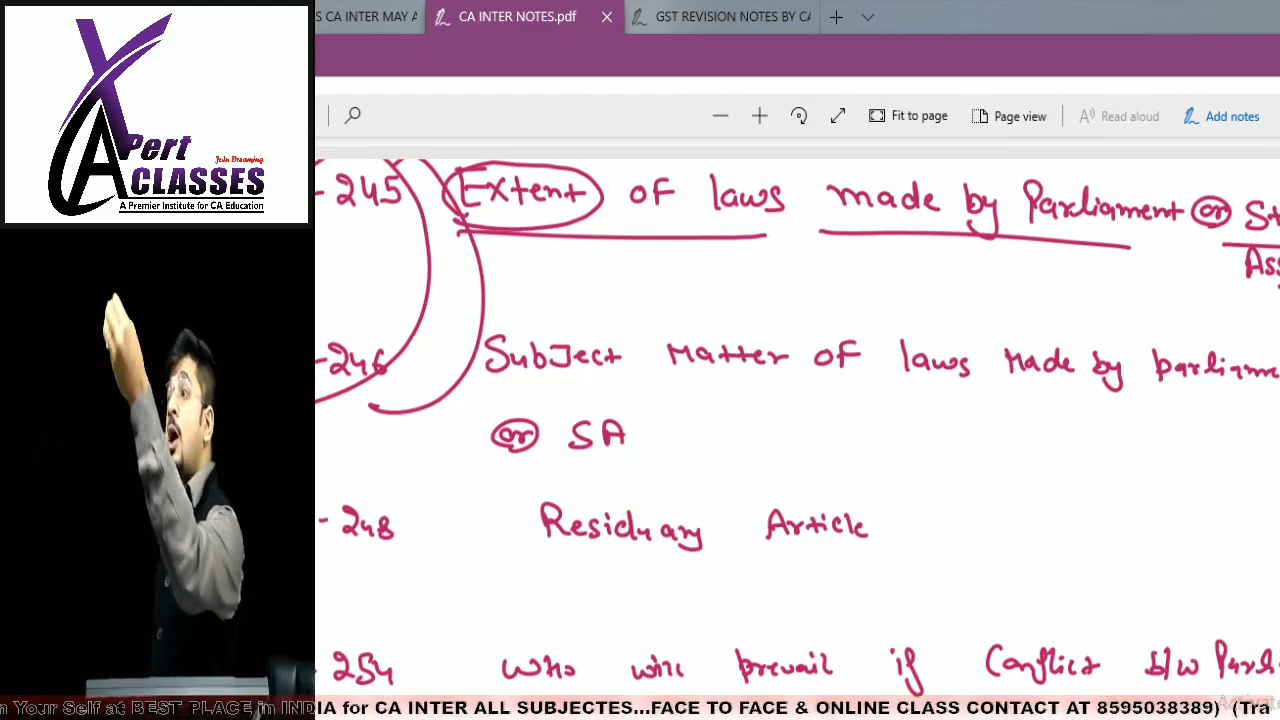 S CA INTER MAY A
CA INTER NOTES.pdf
GST REVISION NOTES BY CA
Fit to page
Page view
Read aloud
Add notes
X
Pert
Join Dreaming
CA CLASSES
A Premier Institute for CA Education
-245 Extent of laws made by Parliament or St
Ass
-246 Subject Matter of laws Made by parliame
or SA
-248 Residuary Article
-254 who will prevail if Conflict b/w Parli
n Your Self at BEST PLACE in INDIA for CA INTER ALL SUBJECTES...FACE TO FACE & ONLINE CLASS CONTACT AT 8595038389) (Tra